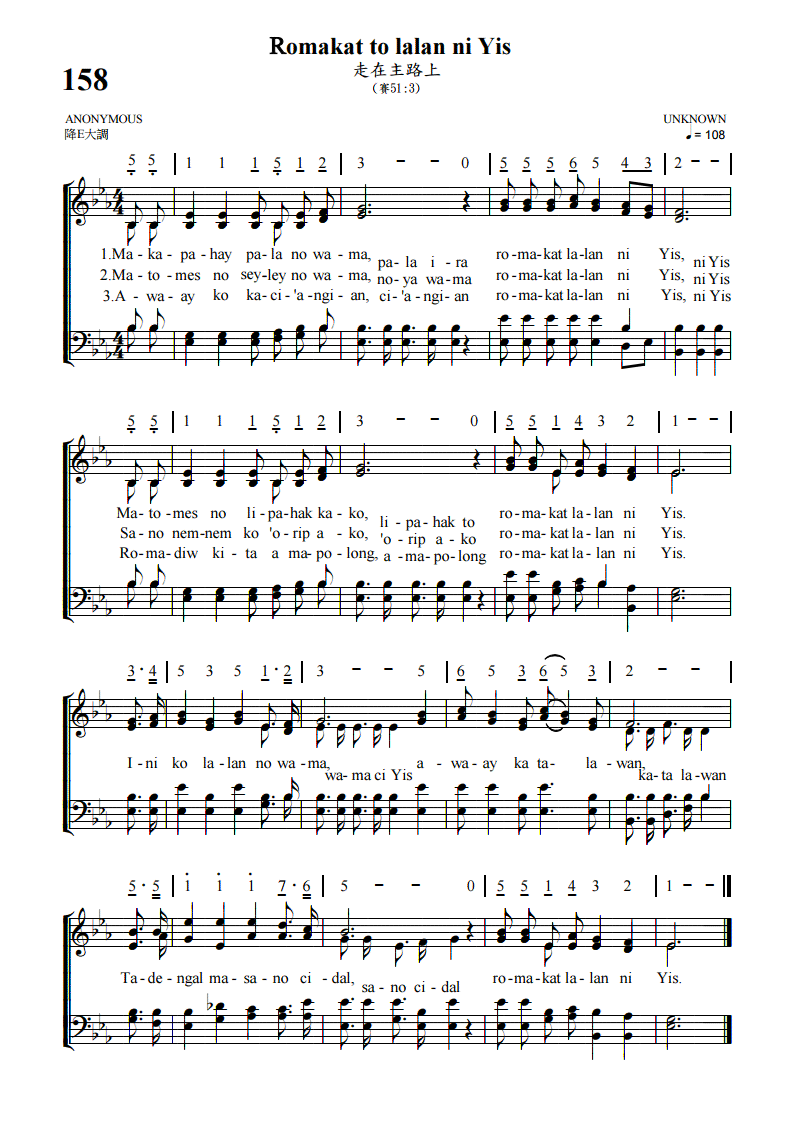 Romakat to lalan ni Yis
走在主路上
158
(賽51:3)
ANONYMOUS
UNKNOWN
降E大調
♩ = 108
5 5 | 1 1 1 5 1 2 | 3 - - 0 | 5 5 5 6 5 4 3 | 2 - - |
1.Ma - ka - pa - hay pa - la no wa - ma, pa - la i - ra ro - ma - kat la - lan ni Yis, ni Yis
2.Ma - to - mes no sey - ley no wa - ma, no - ya wa - ma ro - ma - kat la - lan ni Yis, ni Yis
3.A - wa - ay ko ka - ci - 'a - ngi - an, ci - 'a - ngi - an ro - ma - kat la - lan ni Yis, ni Yis
5 5 | 1 1 1 5 1 2 | 3 - - 0 | 5 5 1 4 3 2 | 1 - - |
Ma - to - mes no li - pa - hak ka - ko, li - pa - hak to ro - ma - kat la - lan ni Yis.
Sa - no nem - nem ko 'o - rip a - ko, 'o - rip a - ko ro - ma - kat la - lan ni Yis.
Ro - ma - diw ki - ta a ma - po - long, a - ma - po - long ro - ma - kat la - lan ni Yis.
3 · 4 | 5 3 5 1 · 2 | 3 - - 5 | 6 5 3 6 5 3 | 2 - - |
I - ni ko la - lan no wa - ma, wa - ma ci Yis a - wa - ay ka ta - la - wan, ka - ta la - wan
5 · 5 | 1 1 1 7 · 6 | 5 - - 0 | 5 5 1 4 3 2 | 1 - - ||
Ta - de - ngal ma - sa - no ci - dal, sa - no ci - dal ro - ma - kat la - lan ni Yis.